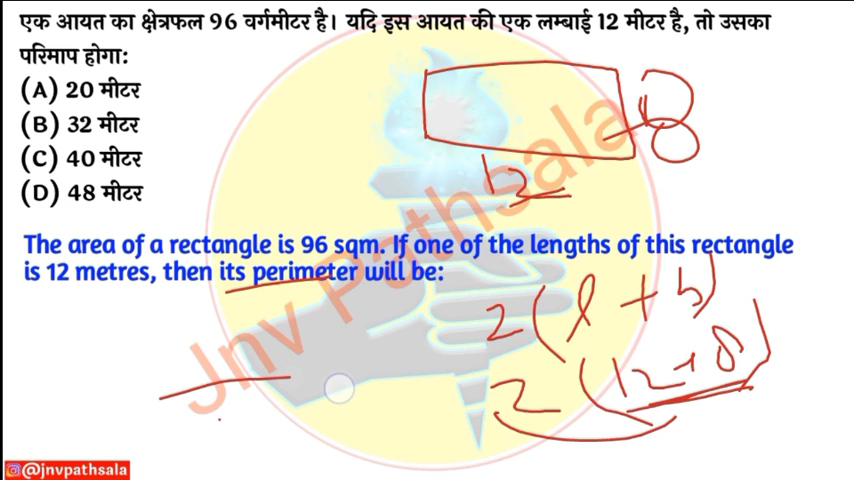 एक आयत का क्षेत्रफल 96 वर्गमीटर है। यदि इस आयत की एक लम्बाई 12 मीटर है, तो उसका
परिमाप होगा:
(A) 20 मीटर
(B) 32 मीटर
(C) 40 मीटर
(D) 48 मीटर
8
12
The area of a rectangle is 96 sqm. If one of the lengths of this rectangle
is 12 metres, then its perimeter will be:
2(l+b)
2(12+8)
Jnv Pathsala
@jnvpathsala